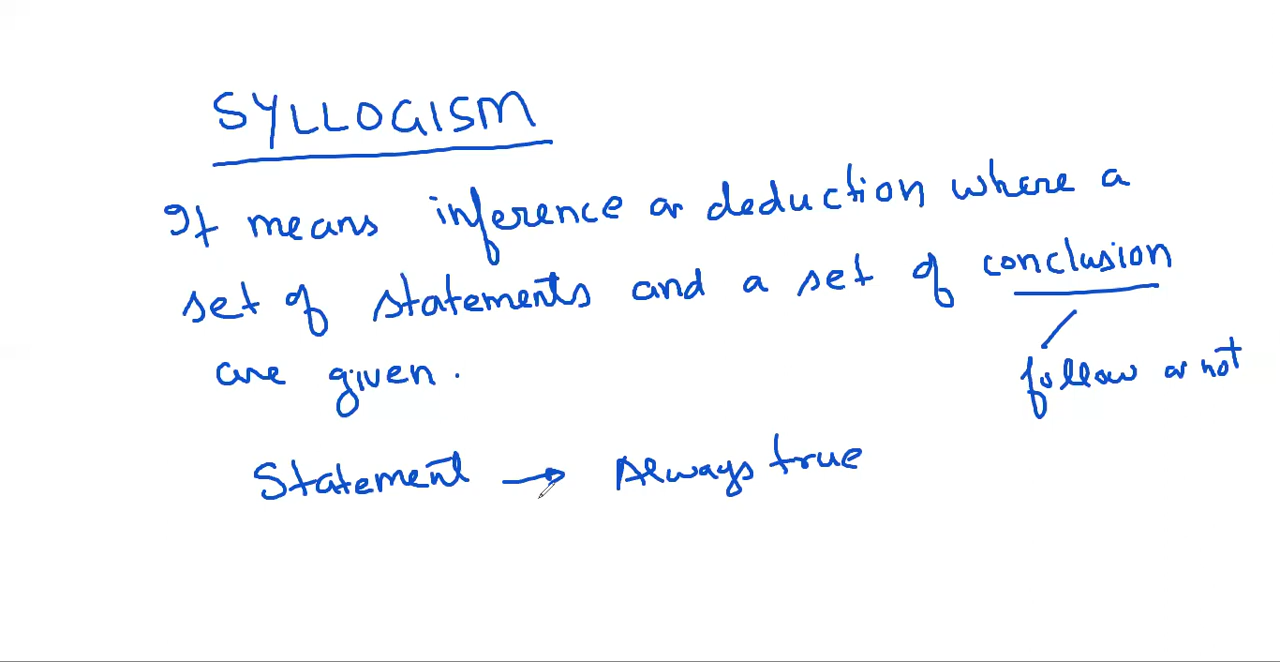 SYLLOGISM
It means inference or deduction where a
set of statements and a set of conclusion
are given.
follow or not
Statement → Always true